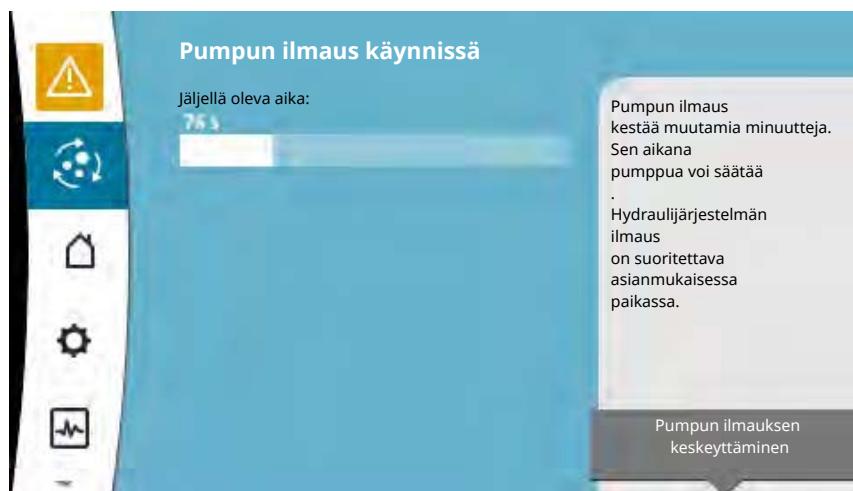 Pumpun ilmaus käynnissä
Jäljellä oleva aika:
76 s
Pumpun ilmaus
kestää muutamia minuutteja.
Sen aikana
pumppua voi säätää
.
Hydraulijärjestelmän
ilmaus
on suoritettava
asianmukaisessa
paikassa.
Pumpun ilmauksen
keskeyttäminen